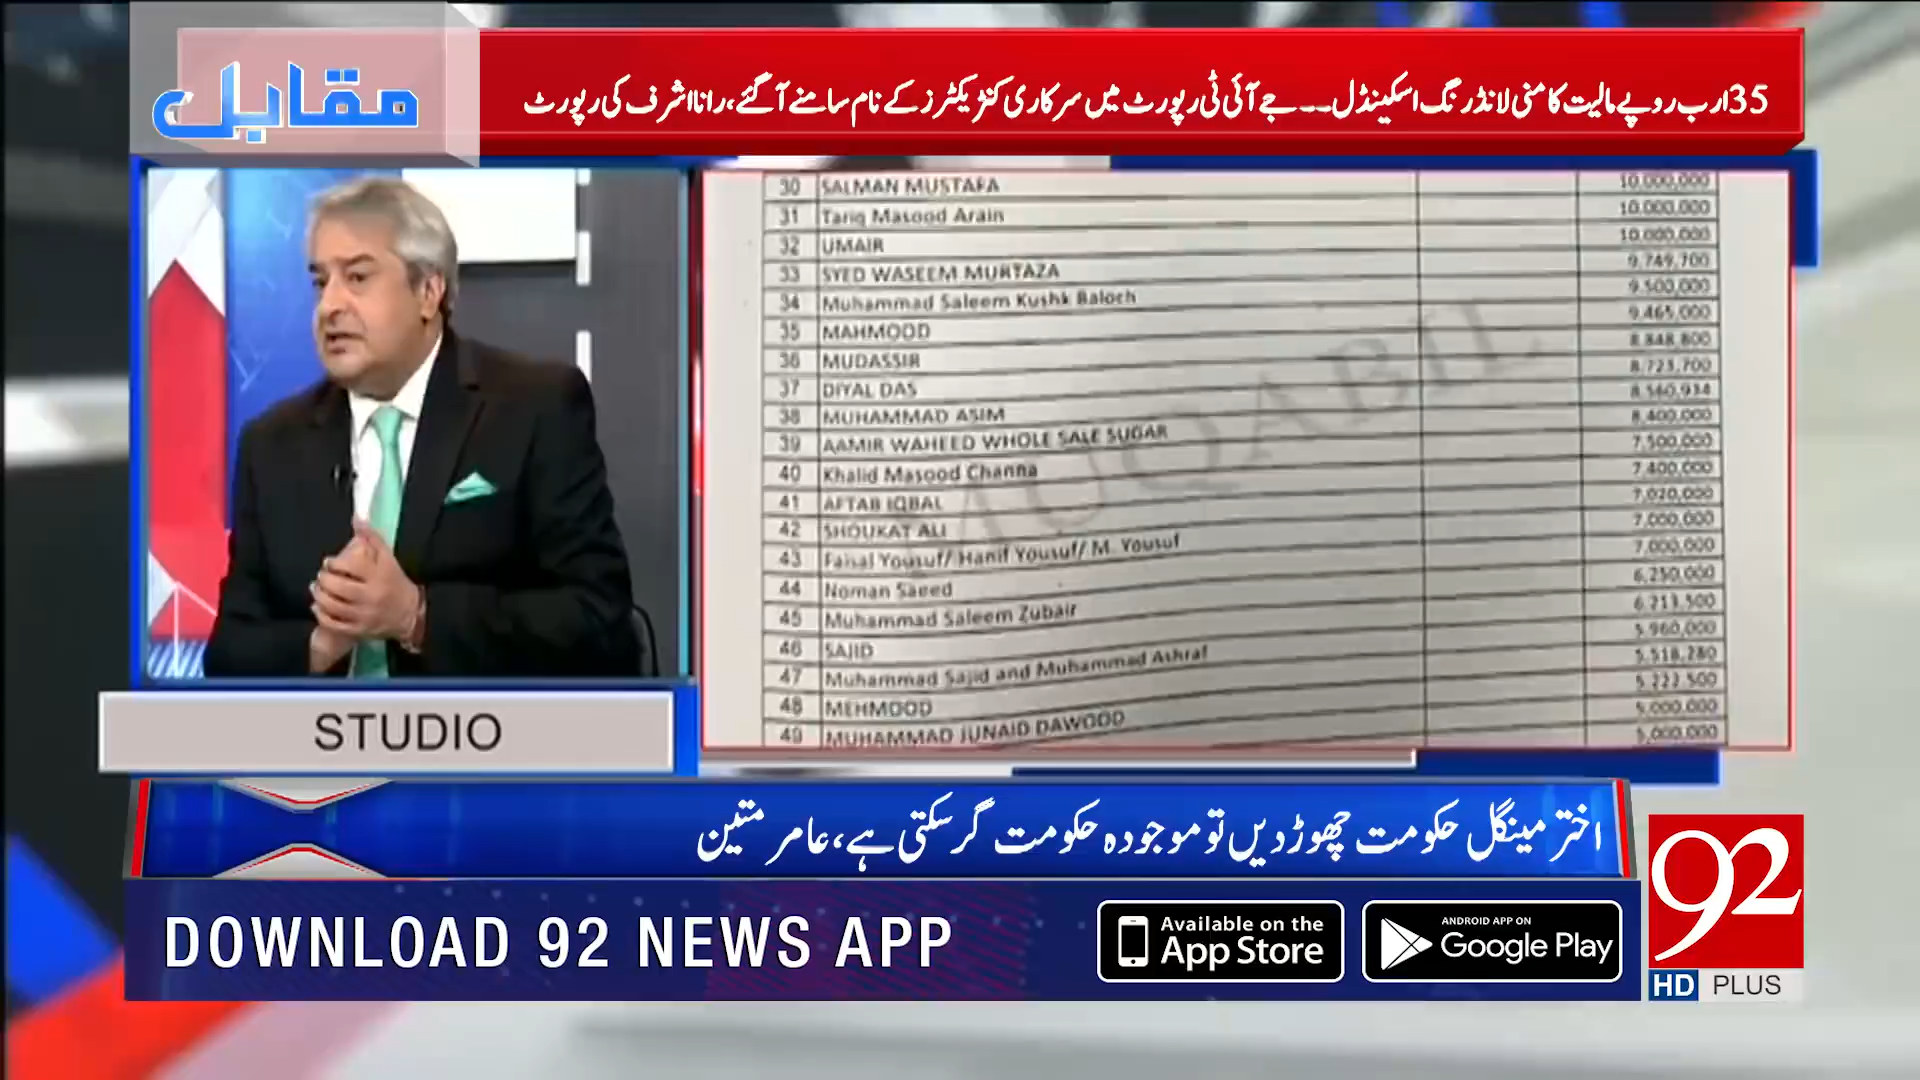 مقابل
35 ارب روپے مالیت کا منی لانڈرنگ اسکینڈل۔۔۔ جے آئی ٹی رپورٹ میں سرکاری کنٹریکٹرز کے نام سامنے آگئے، رانا اشرف کی رپورٹ
30 SALMAN MUSTAFA 10,000,000
31 Tariq Masood Arain 10,000,000
32 UMAIR 10,000,000
33 SYED WASEEM MURTAZA 9,749,700
34 Muhammad Saleem Kushk Baloch 9,500,000
35 MAHMOOD 9,465,000
36 MUDASSIR 8,848,800
37 DIYAL DAS 8,723,700
38 MUHAMMAD ASIM 8,560,934
39 AAMIR WAHEED WHOLE SALE SUGAR 8,400,000
40 Khalid Masood Channa 7,500,000
41 AFTAB IQBAL 7,400,000
42 SHOUKAT ALI 7,020,000
43 Faisal Yousuf/ Hanif Yousuf/ M. Yousuf 7,000,000
44 Noman Saeed 7,000,000
45 Muhammad Saleem Zubair 6,250,000
46 SAJID 6,213,500
47 Muhammad Sajid and Muhammad Ashraf 5,960,000
48 MEHMOOD 5,518,280
49 MUHAMMAD JUNAID DAWOOD 5,222,500
5,000,000
5,000,000
MUQABIL
STUDIO
اختر مینگل حکومت چھوڑ دیں تو موجودہ حکومت گر سکتی ہے، عامر متین
DOWNLOAD 92 NEWS APP
Available on the
App Store
ANDROID APP ON
Google Play
92
HD PLUS